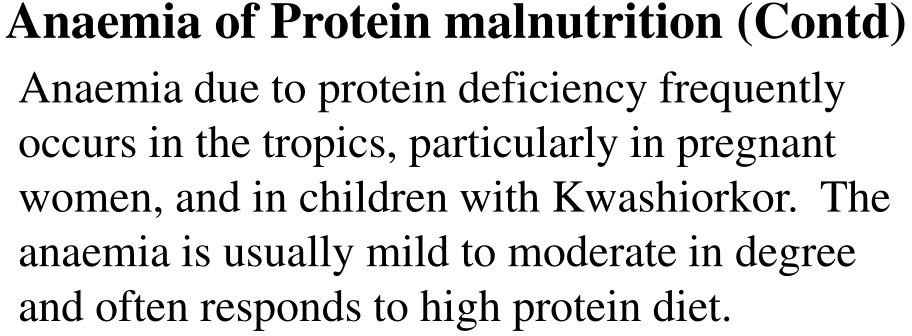 Anaemia of Protein malnutrition (Contd)
Anaemia due to protein deficiency frequently
occurs in the tropics, particularly in pregnant
women, and in children with Kwashiorkor.  The
anaemia is usually mild to moderate in degree
and often responds to high protein diet.